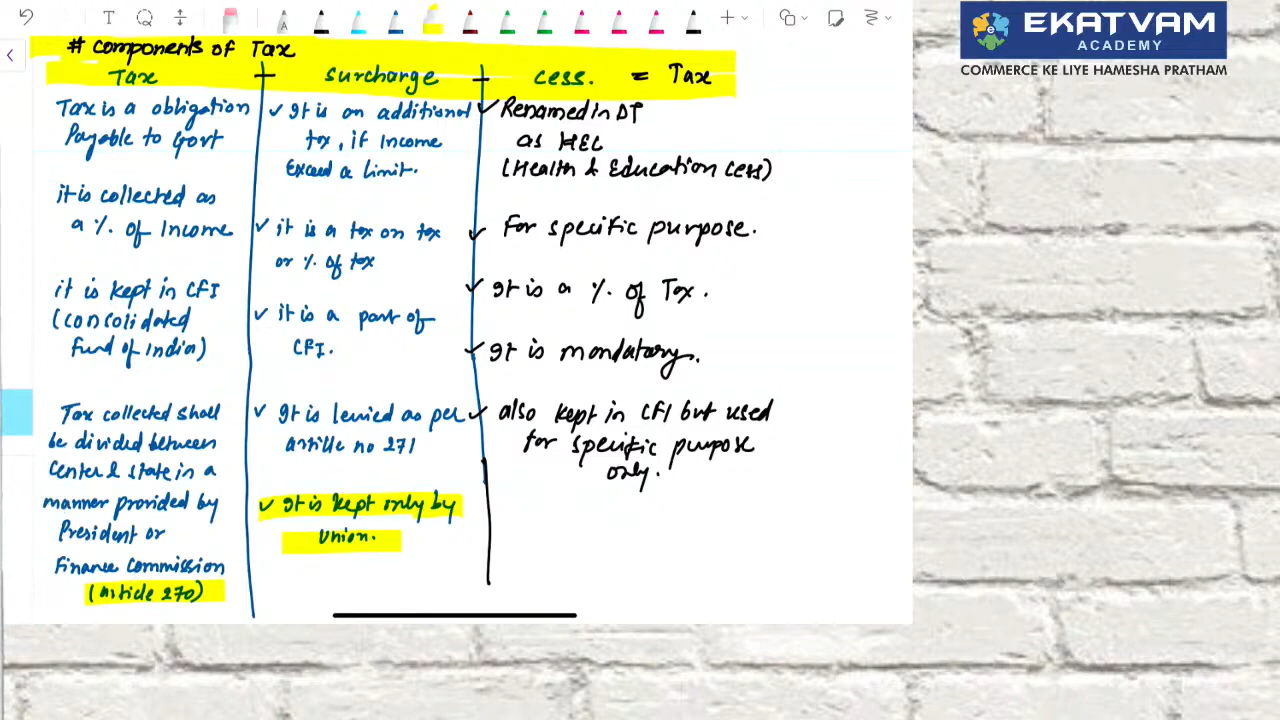 EKATVAM
ACADEMY
COMMERCE KE LIYE HAMESHA PRATHAM
# Components of Tax
Tax + Surcharge + Cess. = Tax
Tax is a obligation
Payable to Govt
it is collected as
a %. of Income
it is kept in CFI
(Consolidated
Fund of India)
Tax collected shall
be divided between
Center & state in a
manner provided by
President or
Finance Commission
(Article 270)
✓ It is an additional
tax, if Income
Exceed a Limit.
✓ it is a tax on tax
or % of tax
✓ it is a part of
CFI.
✓ It is levied as per
article no 271
✓ It is kept only by
Union.
✓ Renamed in DT
as HEC
(Health & Education Cess)
✓ For specific purpose.
✓ It is a %. of Tax.
✓ It is mandatory.
✓ also kept in CFI but used
for specific purpose
only.